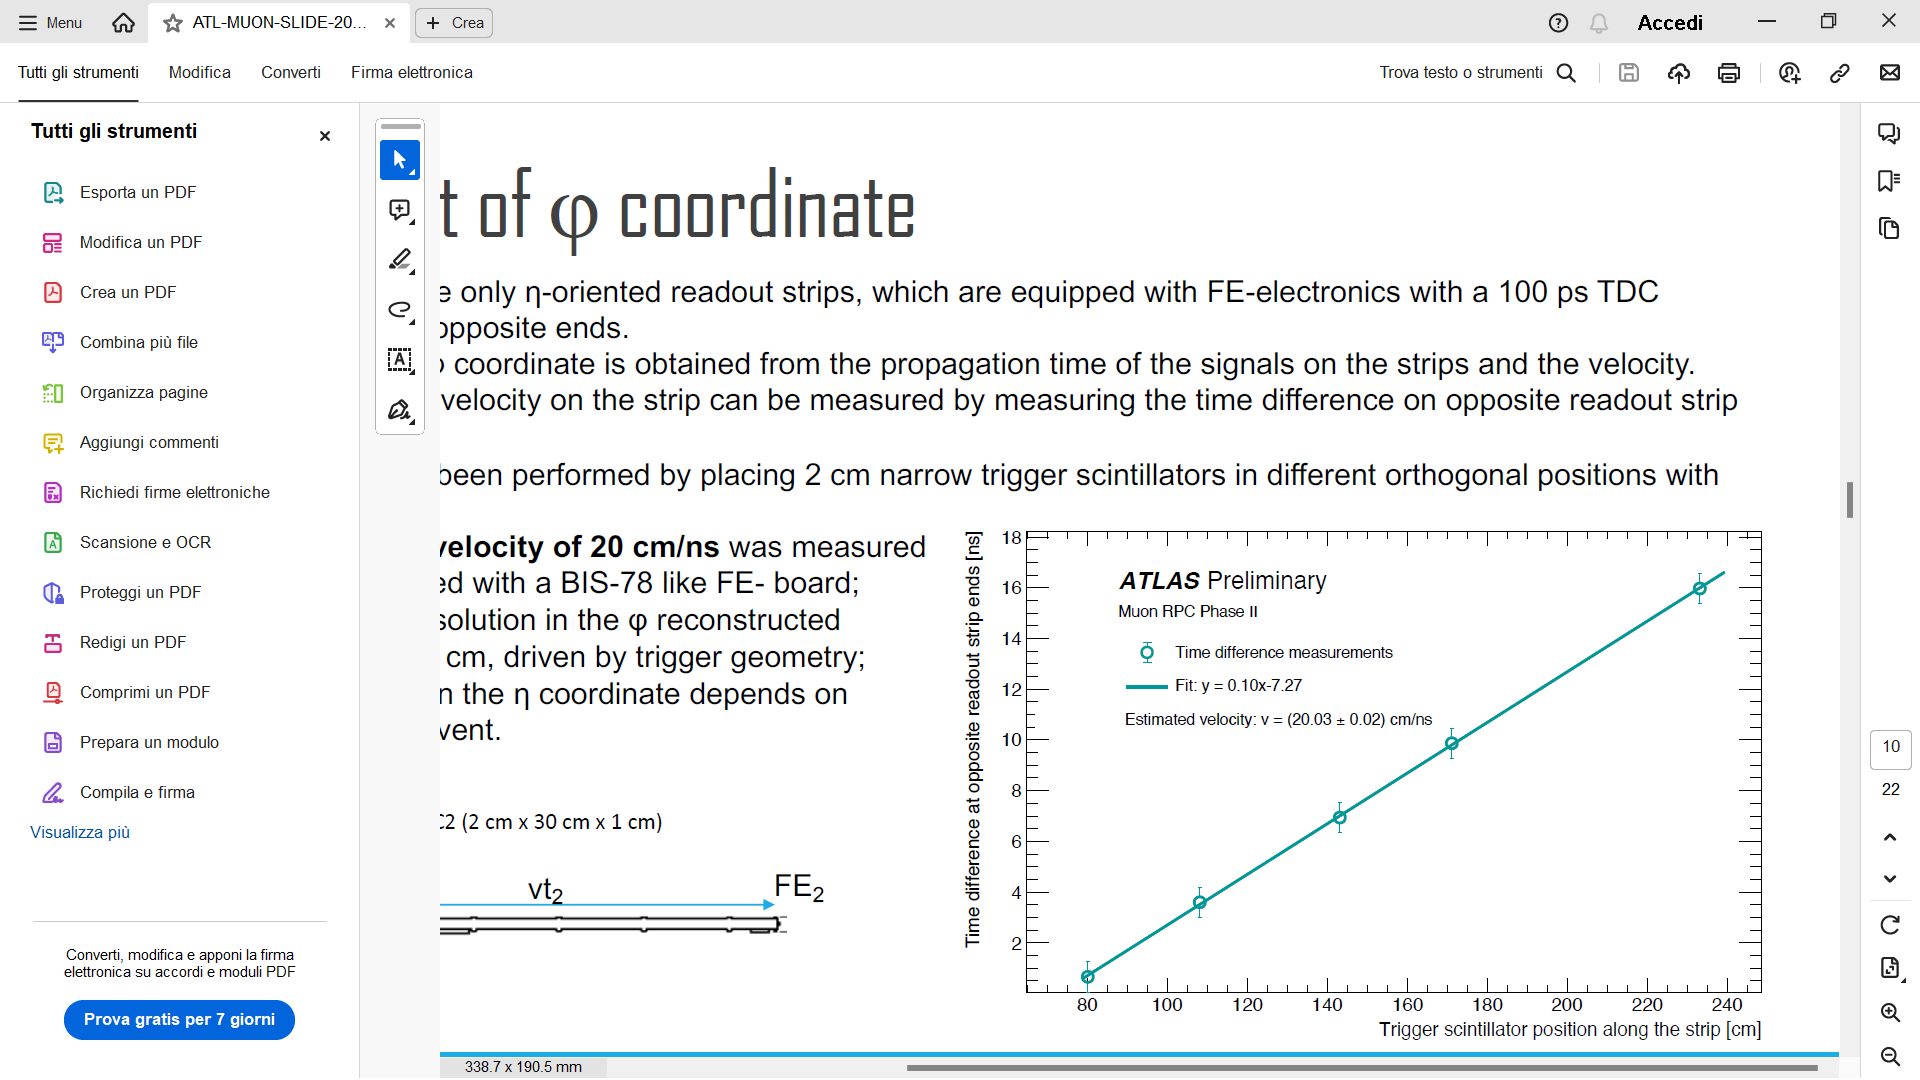 Menu
ATL-MUON-SLIDE-20...
Crea
Accedi
Tutti gli strumenti
Modifica
Converti
Firma elettronica
Trova testo o strumenti
Tutti gli strumenti
Esporta un PDF
Modifica un PDF
Crea un PDF
Combina più file
Organizza pagine
Aggiungi commenti
Richiedi firme elettroniche
Scansione e OCR
Proteggi un PDF
Redigi un PDF
Comprimi un PDF
Prepara un modulo
Compila e firma
Visualizza più
Converti, modifica e apponi la firma
elettronica su accordi e moduli PDF
Prova gratis per 7 giorni
t of φ coordinate
e only η-oriented readout strips, which are equipped with FE-electronics with a 100 ps TDC
opposite ends.
coordinate is obtained from the propagation time of the signals on the strips and the velocity.
velocity on the strip can be measured by measuring the time difference on opposite readout strip
been performed by placing 2 cm narrow trigger scintillators in different orthogonal positions with
velocity of 20 cm/ns was measured
ed with a BIS-78 like FE- board;
solution in the φ reconstructed
cm, driven by trigger geometry;
n the η coordinate depends on
vent.
C2 (2 cm x 30 cm x 1 cm)
vt2
FE2
Time difference at opposite readout strip ends [ns]
18
16
14
12
10
8
6
4
2
ATLAS Preliminary
Muon RPC Phase II
Time difference measurements
Fit: y = 0.10x-7.27
Estimated velocity: v = (20.03 ± 0.02) cm/ns
80 100 120 140 160 180 200 220 240
Trigger scintillator position along the strip [cm]
338.7 x 190.5 mm
10
22